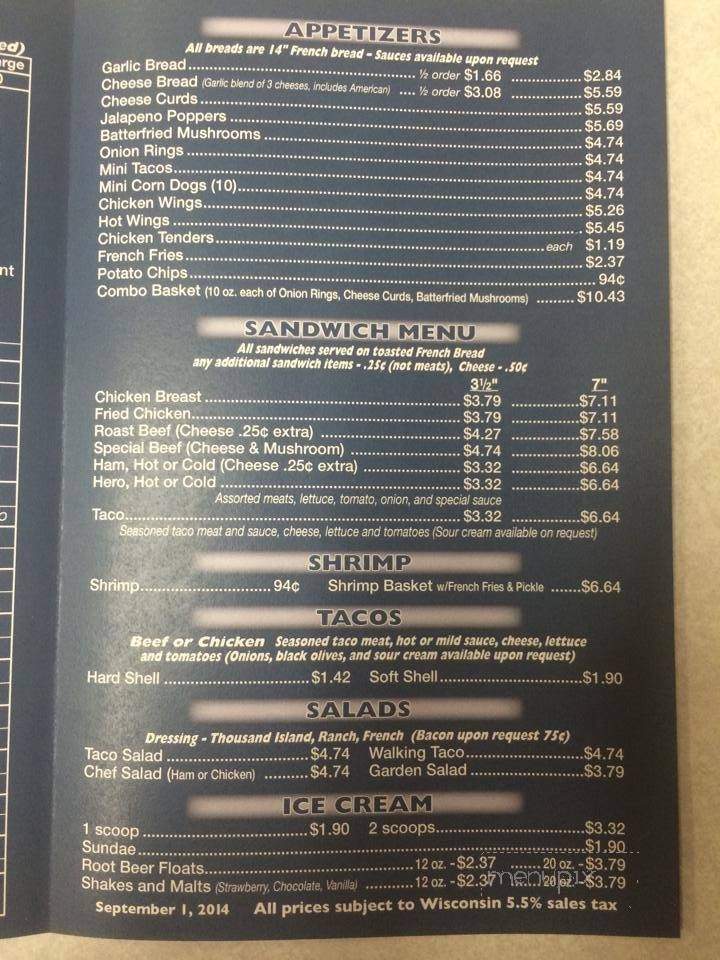 ed)
arge
0
nt
o
APPETIZERS
All breads are 14" French bread – Sauces available upon request
Garlic Bread ½ order $1.66 $2.84
Cheese Bread (Garlic blend of 3 cheeses, includes American) ½ order $3.08 $5.59
Cheese Curds $5.59
Jalapeno Poppers $5.69
Batterfried Mushrooms $4.74
Onion Rings $4.74
Mini Tacos $4.74
Mini Corn Dogs (10) $4.74
Chicken Wings $5.26
Hot Wings $5.45
Chicken Tenders each $1.19
French Fries $2.37
Potato Chips 94¢
Combo Basket (10 oz. each of Onion Rings, Cheese Curds, Batterfried Mushrooms) $10.43
SANDWICH MENU
All sandwiches served on toasted French Bread
any additional sandwich items - .25¢ (not meats), Cheese - .50¢
3½" 7"
Chicken Breast $3.79 $7.11
Fried Chicken $3.79 $7.11
Roast Beef (Cheese .25¢ extra) $4.27 $7.58
Special Beef (Cheese & Mushroom) $4.74 $8.06
Ham, Hot or Cold (Cheese .25¢ extra) $3.32 $6.64
Hero, Hot or Cold $3.32 $6.64
Assorted meats, lettuce, tomato, onion, and special sauce
Taco $3.32 $6.64
Seasoned taco meat and sauce, cheese, lettuce and tomatoes (Sour cream available on request)
SHRIMP
Shrimp 94¢ Shrimp Basket w/French Fries & Pickle $6.64
TACOS
Beef or Chicken Seasoned taco meat, hot or mild sauce, cheese, lettuce
and tomatoes (Onions, black olives, and sour cream available upon request)
Hard Shell $1.42 Soft Shell $1.90
SALADS
Dressing - Thousand Island, Ranch, French (Bacon upon request 75¢)
Taco Salad $4.74 Walking Taco $4.74
Chef Salad (Ham or Chicken) $4.74 Garden Salad $3.79
ICE CREAM
1 scoop $1.90 2 scoops $3.32
Sundae $1.90
Root Beer Floats 12 oz. - $2.37 20 oz. - $3.79
Shakes and Malts (Strawberry, Chocolate, Vanilla) 12 oz. - $2.37 20 oz. - $3.79
menupix
September 1, 2014 All prices subject to Wisconsin 5.5% sales tax